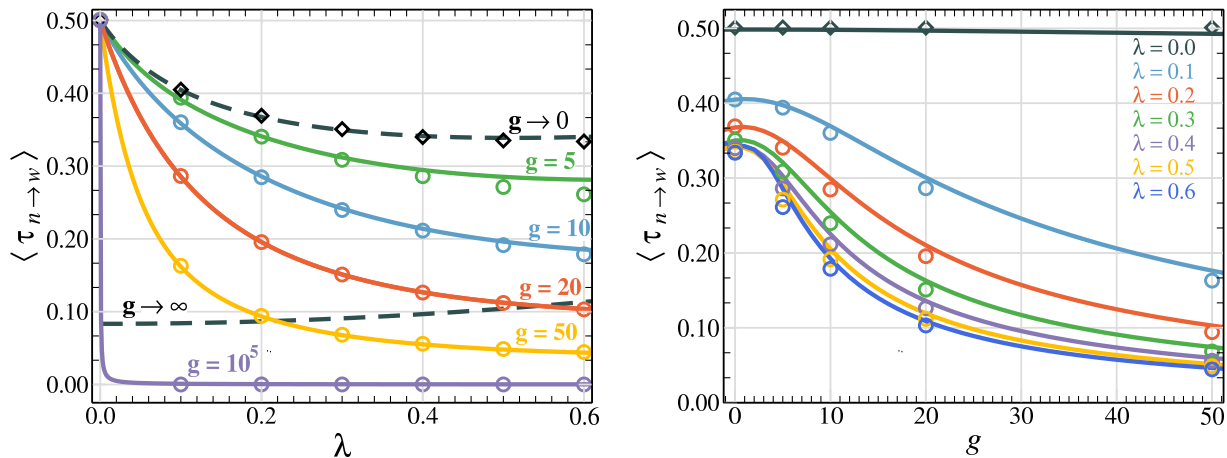 0.50
0.40
0.30
0.20
0.10
0.00
⟨ τ n→w ⟩
g → 0
g = 5
g = 10
g = 20
g → ∞
g = 50
g = 10^5
0.0
0.2
0.4
0.6
λ
0.50
0.40
0.30
0.20
0.10
0.00
⟨ τ n→w ⟩
λ = 0.0
λ = 0.1
λ = 0.2
λ = 0.3
λ = 0.4
λ = 0.5
λ = 0.6
0
10
20
30
40
50
g